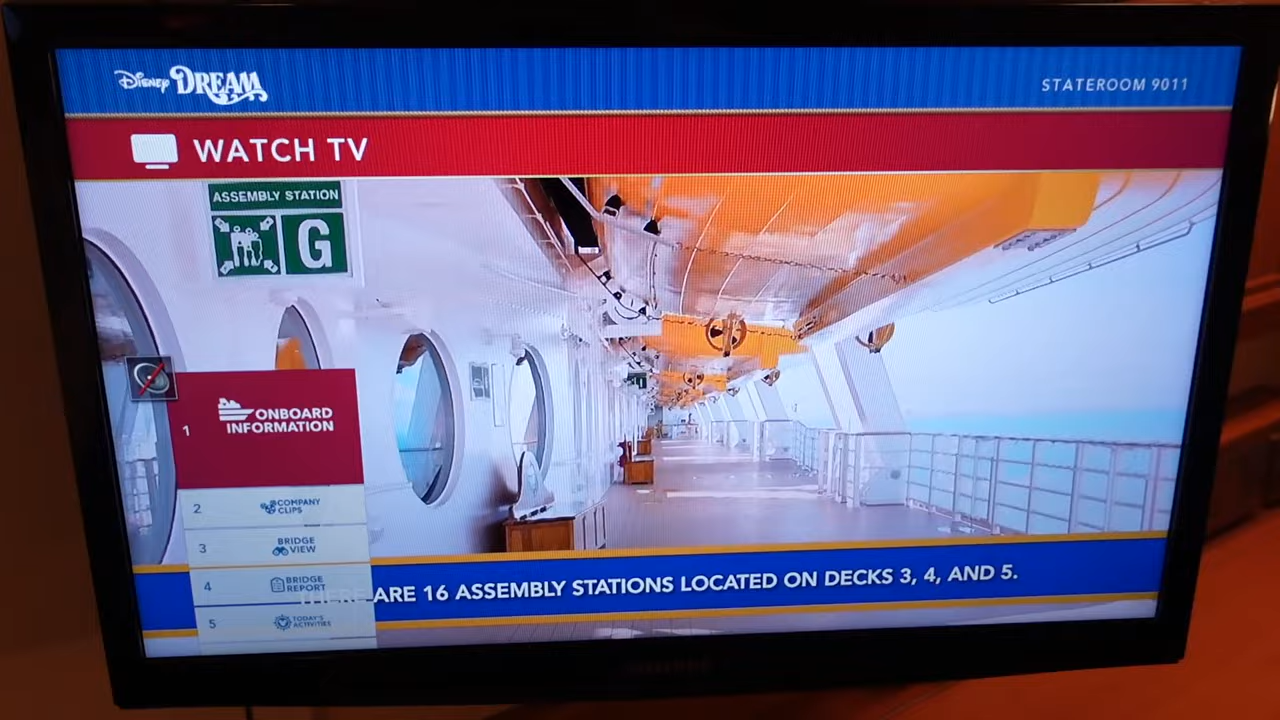 Disney DREAM
STATEROOM 9011
WATCH TV
ASSEMBLY STATION
G
1
ONBOARD
INFORMATION
2
COMPANY
CLIPS
3
BRIDGE
VIEW
4
BRIDGE
REPORT
THERE ARE 16 ASSEMBLY STATIONS LOCATED ON DECKS 3, 4, AND 5.
5
TODAY'S
ACTIVITIES